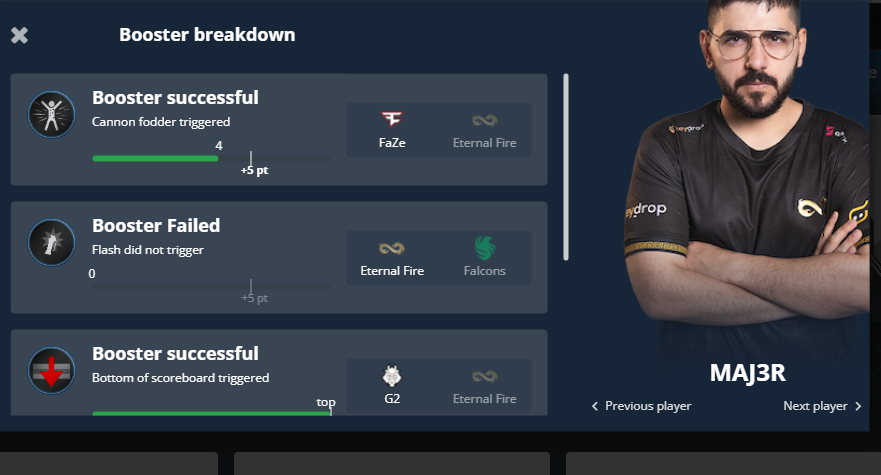 Booster breakdown
Booster successful
Cannon fodder triggered
4
+5 pt
FaZe
Eternal Fire
Booster Failed
Flash did not trigger
0
+5 pt
Eternal Fire
Falcons
Booster successful
Bottom of scoreboard triggered
top
G2
Eternal Fire
keydrop
eydrop
MAJ3R
Previous player
Next player